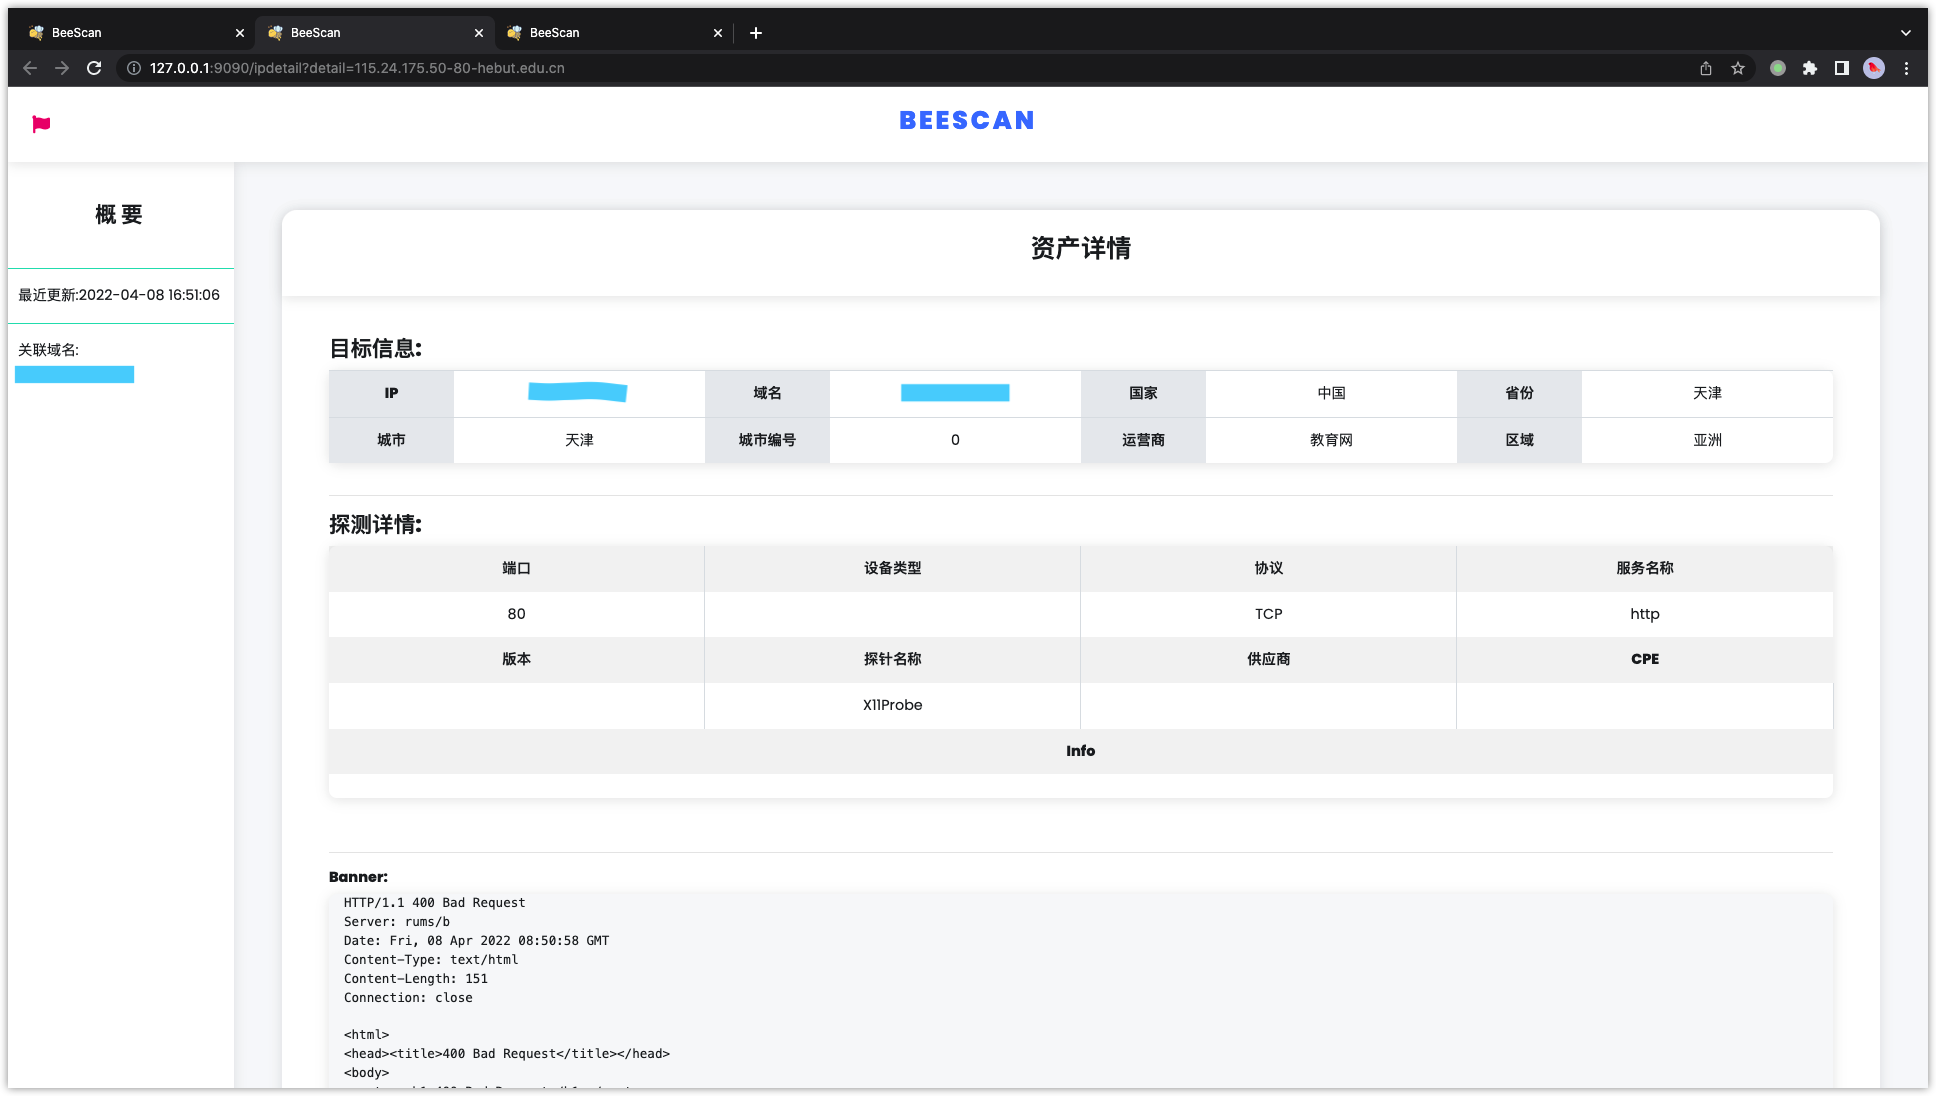 BeeScan
BeeScan
BeeScan
127.0.0.1:9090/ipdetail?detail=115.24.175.50-80-hebut.edu.cn
BEESCAN
概 要
最近更新:2022-04-08 16:51:06
关联域名:
资产详情
目标信息:
IP 域名 国家 中国 省份 天津
城市 天津 城市编号 0 运营商 教育网 区域 亚洲
探测详情:
端口 设备类型 协议 服务名称
80 TCP http
版本 探针名称 供应商 CPE
X11Probe
Info
Banner:
HTTP/1.1 400 Bad Request
Server: rums/b
Date: Fri, 08 Apr 2022 08:50:58 GMT
Content-Type: text/html
Content-Length: 151
Connection: close
<html>
<head><title>400 Bad Request</title></head>
<body>